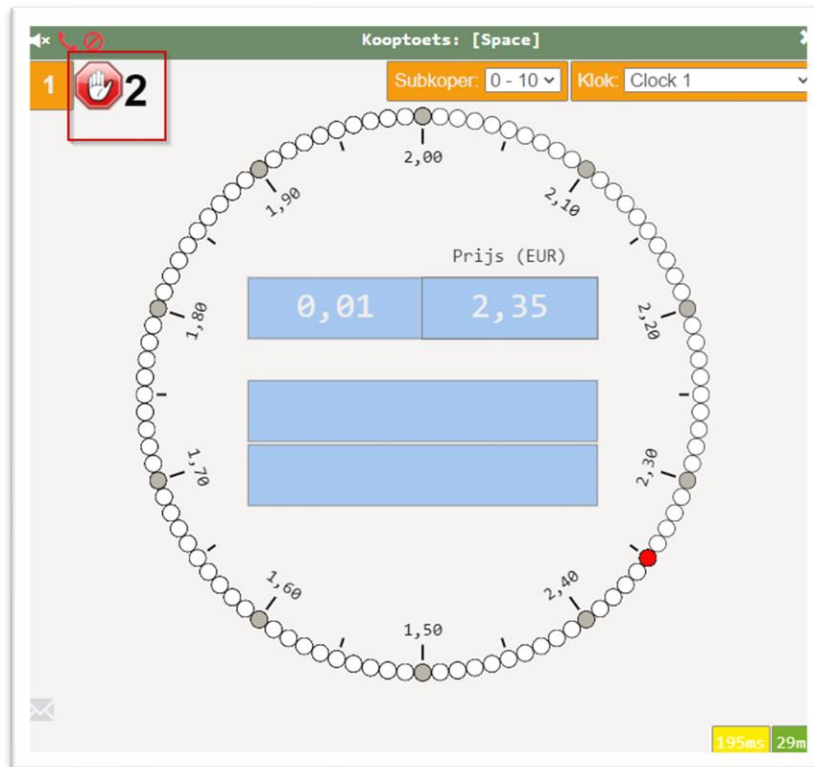 Kooptoets: [Space]
1
2
Subkoper: 0 - 10
Klok: Clock 1
2,00
1,90
2,10
Prijs (EUR)
0,01
2,35
1,80
2,20
1,70
2,30
1,60
2,40
1,50
195ms
29m